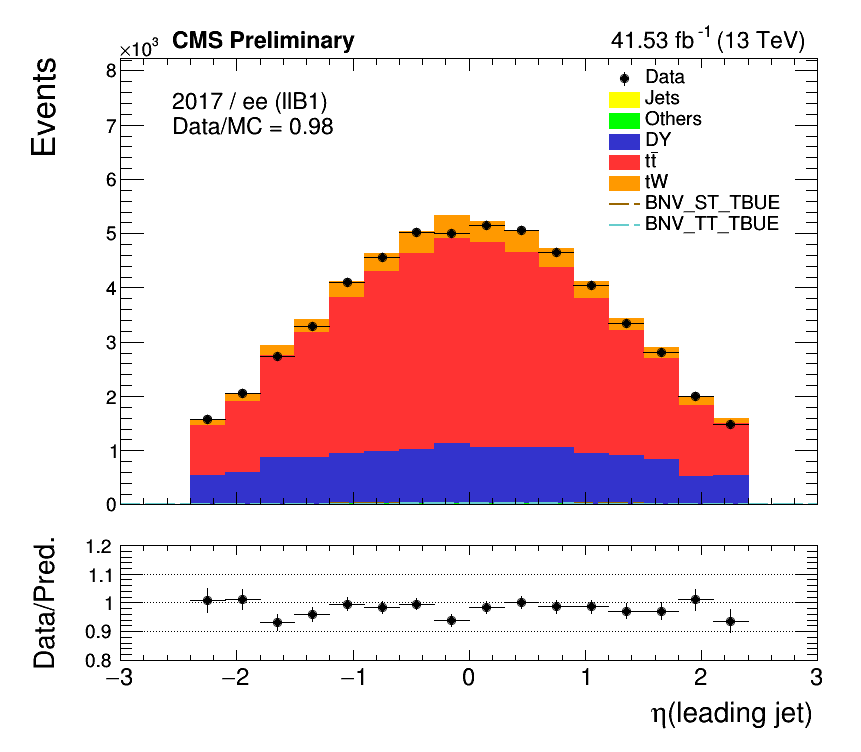 ×10³ CMS Preliminary 41.53 fb⁻¹ (13 TeV)
Events
8
7
6
5
4
3
2
1
0
2017 / ee (llB1)
Data/MC = 0.98
Data
Jets
Others
DY
tt̄
tW
BNV_ST_TBUE
BNV_TT_TBUE
Data/Pred.
1.2
1.1
1
0.9
0.8
−3 −2 −1 0 1 2 3
η(leading jet)